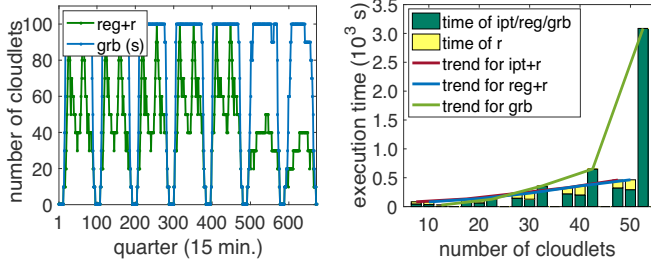 number of cloudlets
100
80
60
40
20
0
reg+r
grb (s)
1 100 200 300 400 500 600
quarter (15 min.)
execution time (10³ s)
3.5
3.0
2.5
2.0
1.5
1.0
0.5
0.0
time of ipt/reg/grb
time of r
trend for ipt+r
trend for reg+r
trend for grb
10 20 30 40 50
number of cloudlets